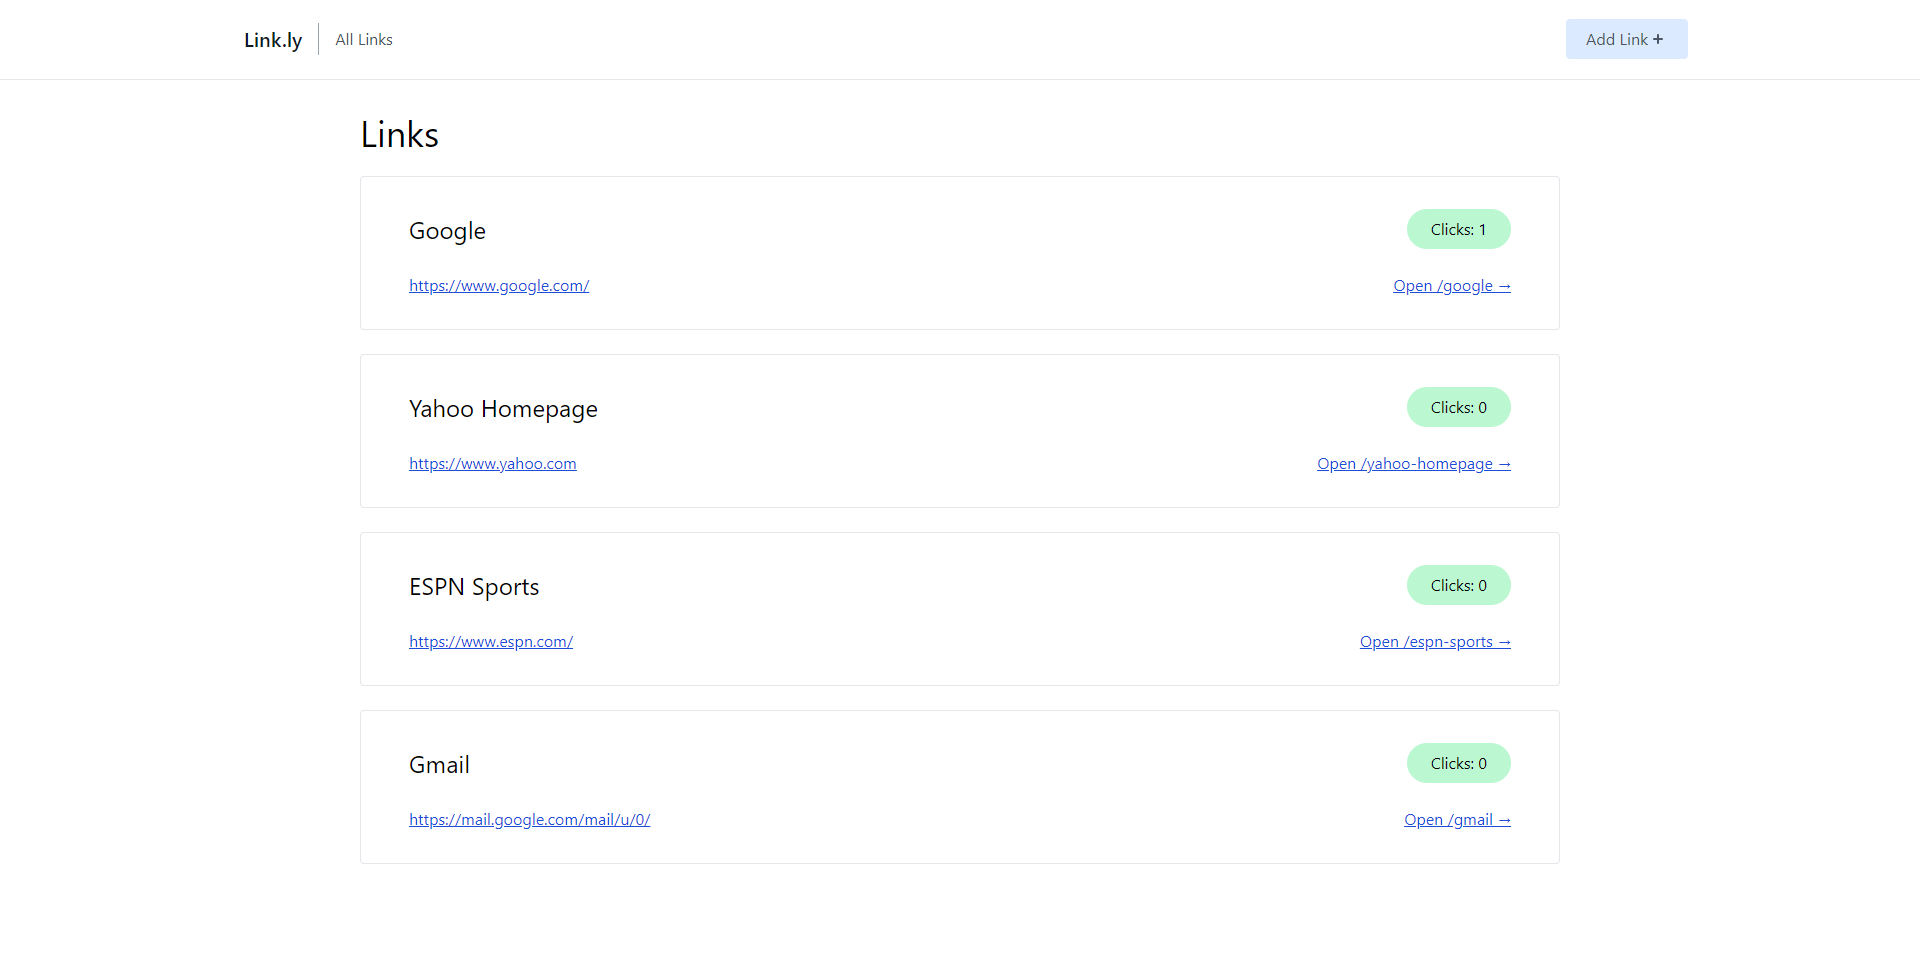 Link.ly All Links Add Link +
Links
Google Clicks: 1
https://www.google.com/ Open /google →
Yahoo Homepage Clicks: 0
https://www.yahoo.com Open /yahoo-homepage →
ESPN Sports Clicks: 0
https://www.espn.com/ Open /espn-sports →
Gmail Clicks: 0
https://mail.google.com/mail/u/0/ Open /gmail →